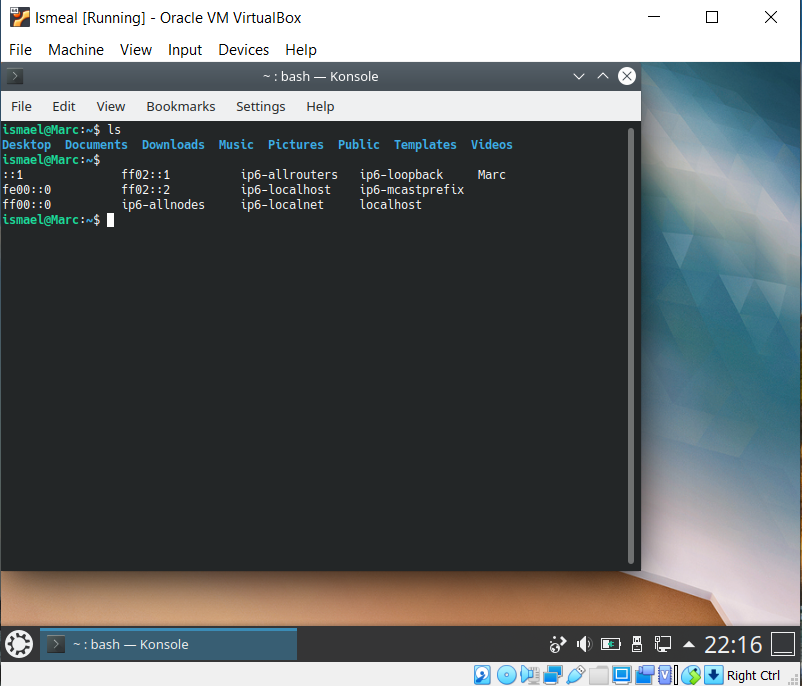 Ismeal [Running] - Oracle VM VirtualBox
File Machine View Input Devices Help
~ : bash — Konsole
File Edit View Bookmarks Settings Help
ismael@Marc:~$ ls
Desktop Documents Downloads Music Pictures Public Templates Videos
ismael@Marc:~$
::1 ff02::1 ip6-allrouters ip6-loopback Marc
fe00::0 ff02::2 ip6-localhost ip6-mcastprefix
ff00::0 ip6-allnodes ip6-localnet localhost
ismael@Marc:~$
~ : bash — Konsole
22:16
Right Ctrl